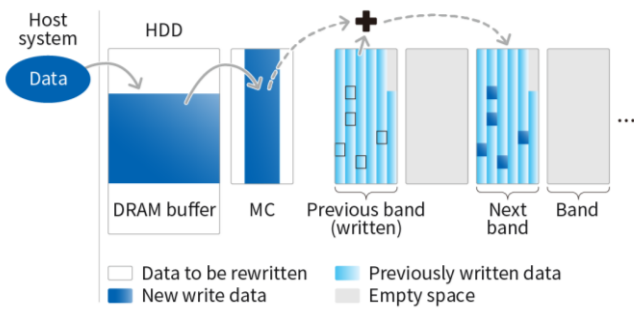 Host
system
HDD
Data
...
DRAM buffer
MC
Previous band
(written)
Next
band
Band
Data to be rewritten
Previously written data
New write data
Empty space